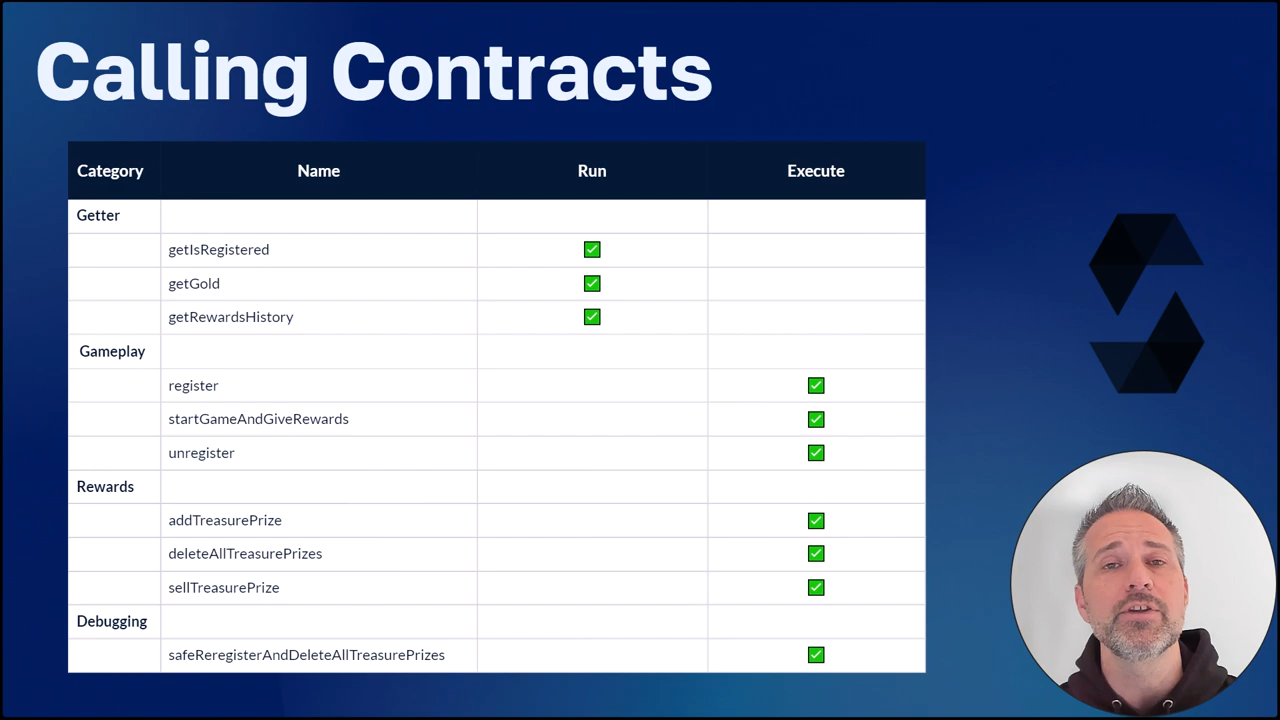 Calling Contracts
Category Name Run Execute
Getter
getIsRegistered ✅
getGold ✅
getRewardsHistory ✅
Gameplay
register ✅
startGameAndGiveRewards ✅
unregister ✅
Rewards
addTreasurePrize ✅
deleteAllTreasurePrizes ✅
sellTreasurePrize ✅
Debugging
safeReregisterAndDeleteAllTreasurePrizes ✅